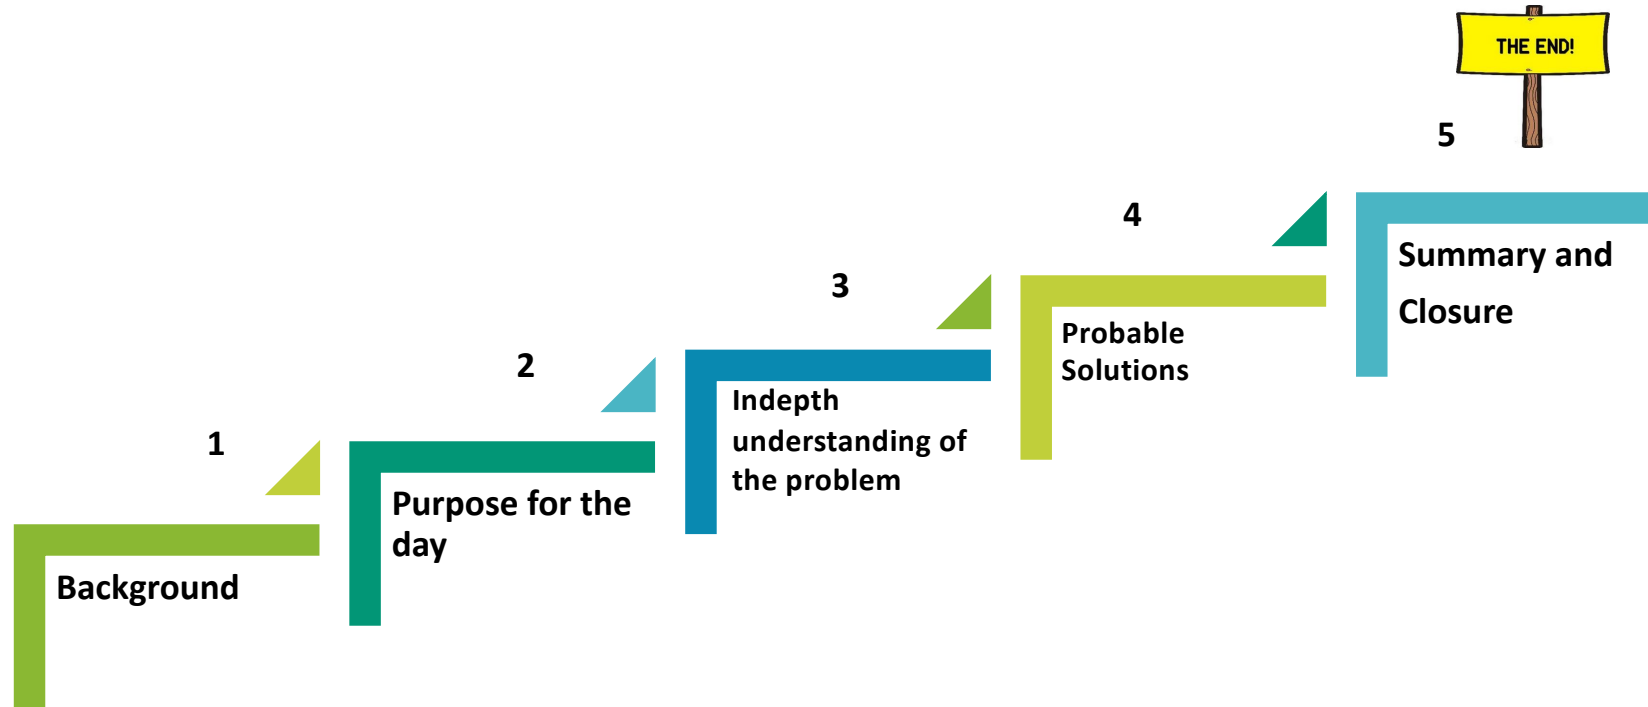 1
Background
2
Purpose for the
day
3
Indepth
understanding of
the problem
4
Probable
Solutions
5
THE END!
Summary and
Closure